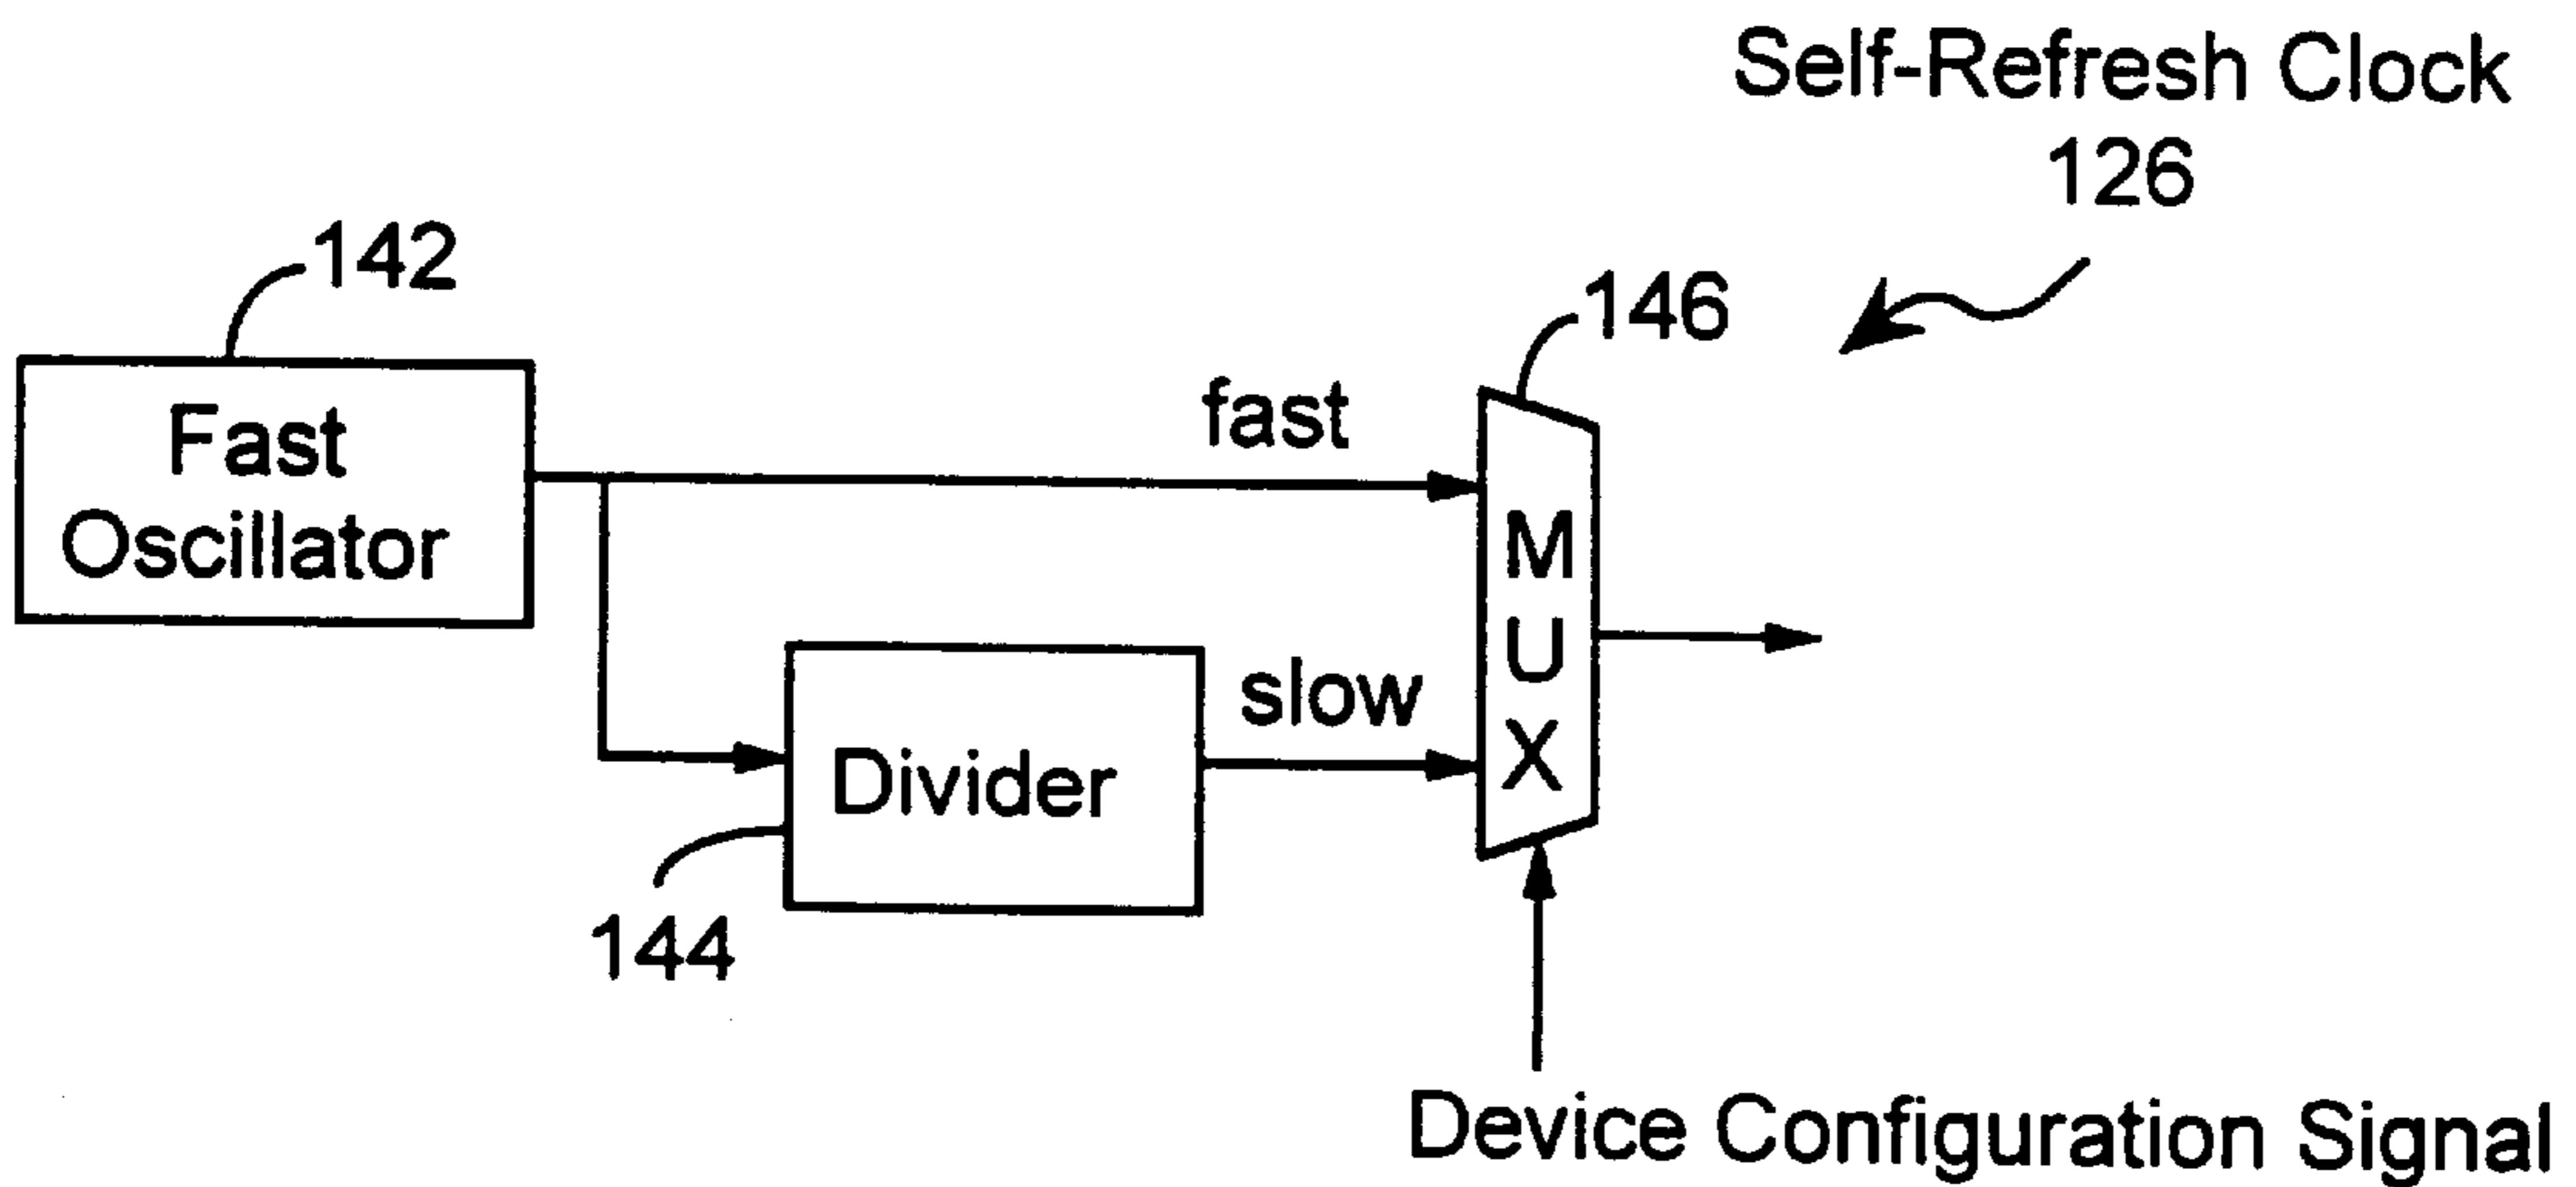 Self-Refresh Clock
126
142
146
Fast
Oscillator
fast
M
U
X
slow
Divider
144
Device Configuration Signal